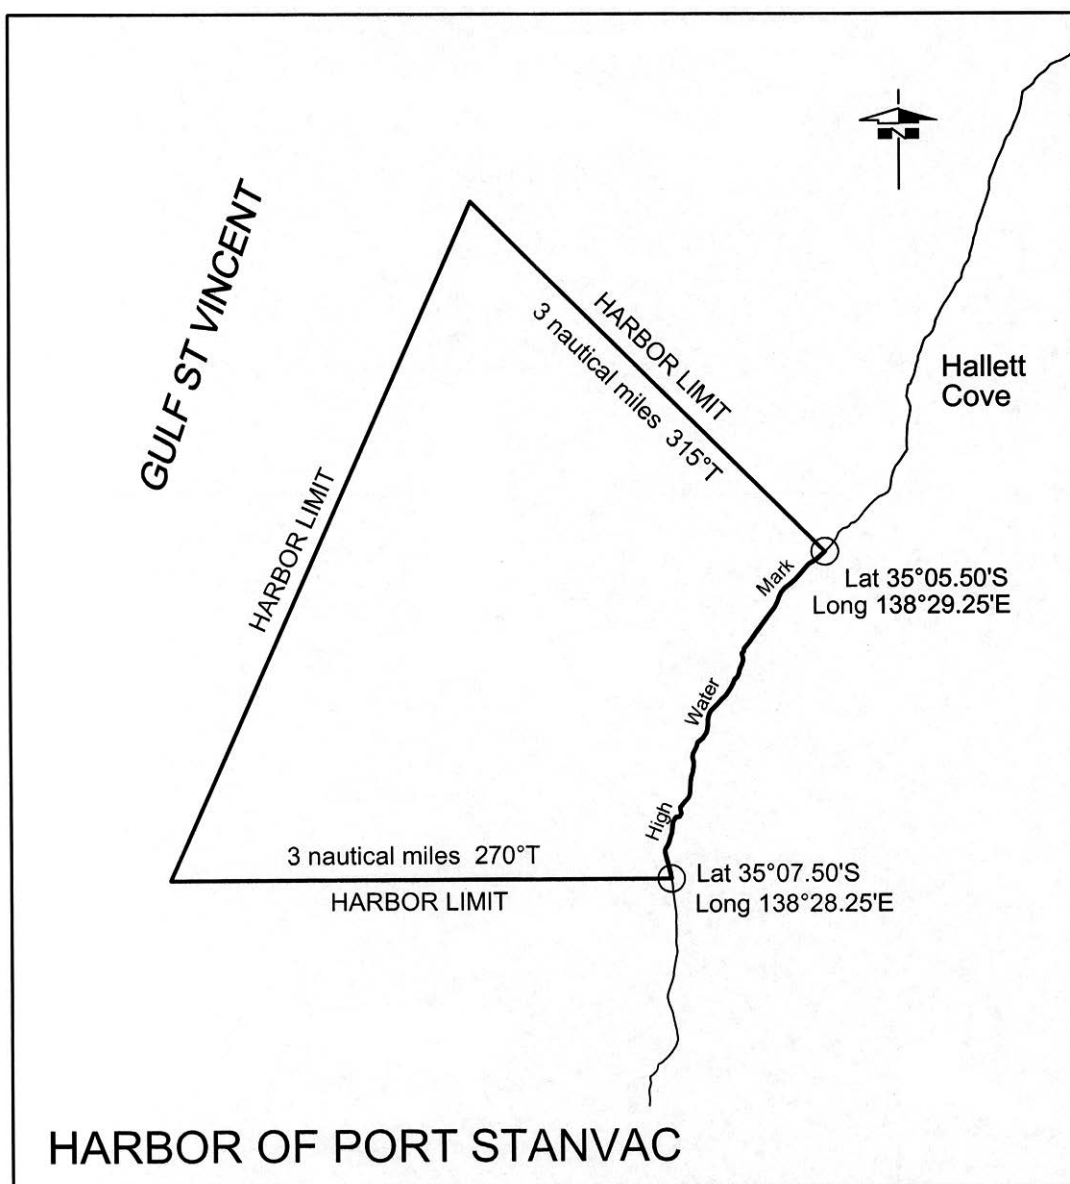 N
GULF ST VINCENT
HARBOR LIMIT
3 nautical miles 315°T
Hallett
Cove
HARBOR LIMIT
Mark
Lat 35°05.50'S
Long 138°29.25'E
Water
High
3 nautical miles 270°T
HARBOR LIMIT
Lat 35°07.50'S
Long 138°28.25'E
HARBOR OF PORT STANVAC